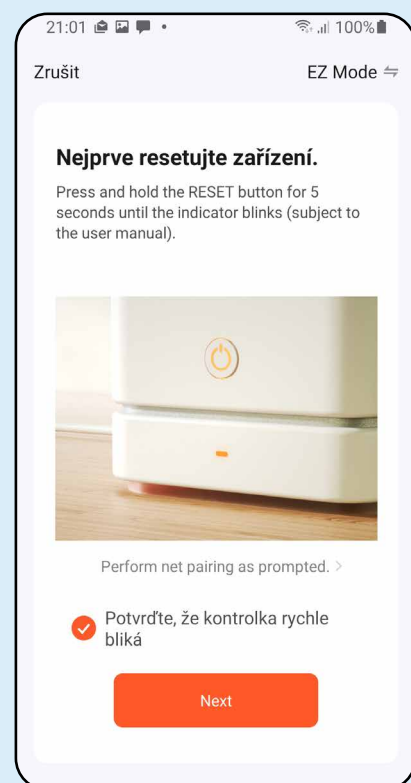 21:01 100%
Zrušit EZ Mode
Nejprve resetujte zařízení.
Press and hold the RESET button for 5
seconds until the indicator blinks (subject to
the user manual).
Perform net pairing as prompted. >
Potvrďte, že kontrolka rychle
bliká
Next